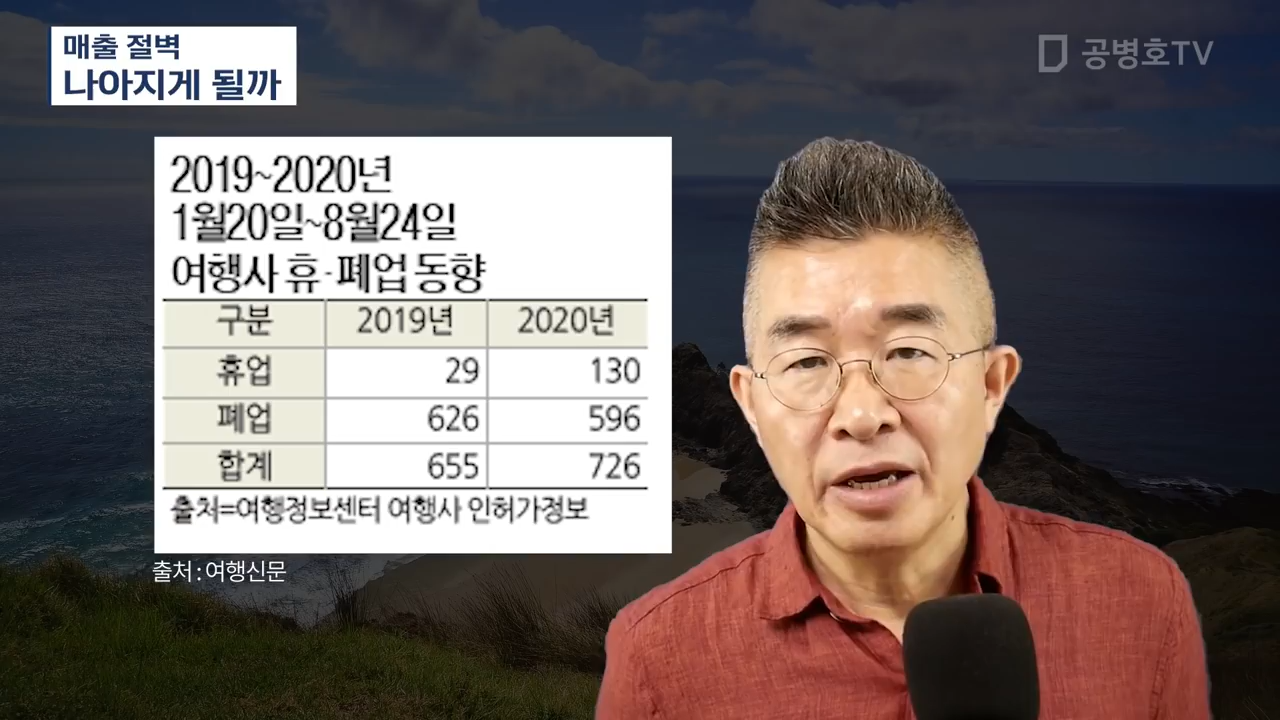 매출 절벽
나아지게 될까
공병호TV
2019~2020년
1월20일~8월24일
여행사 휴·폐업 동향
구분 2019년 2020년
휴업 29 130
폐업 626 596
합계 655 726
출처=여행정보센터 여행사 인허가정보
출처 : 여행신문